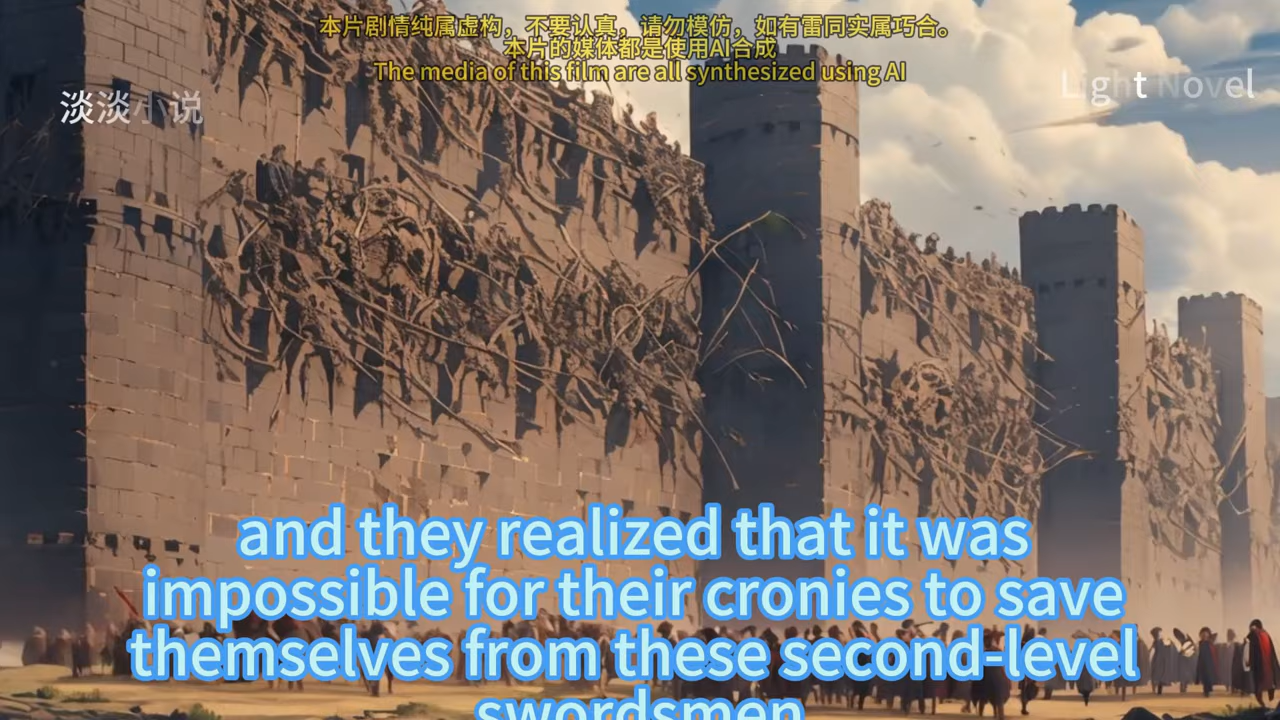 本片剧情纯属虚构，不要认真，请勿模仿，如有雷同实属巧合。
本片的媒体都是使用AI合成
The media of this film are all synthesized using AI
淡淡小说
Light Novel
and they realized that it was
impossible for their cronies to save
themselves from these second-level
swordsmen